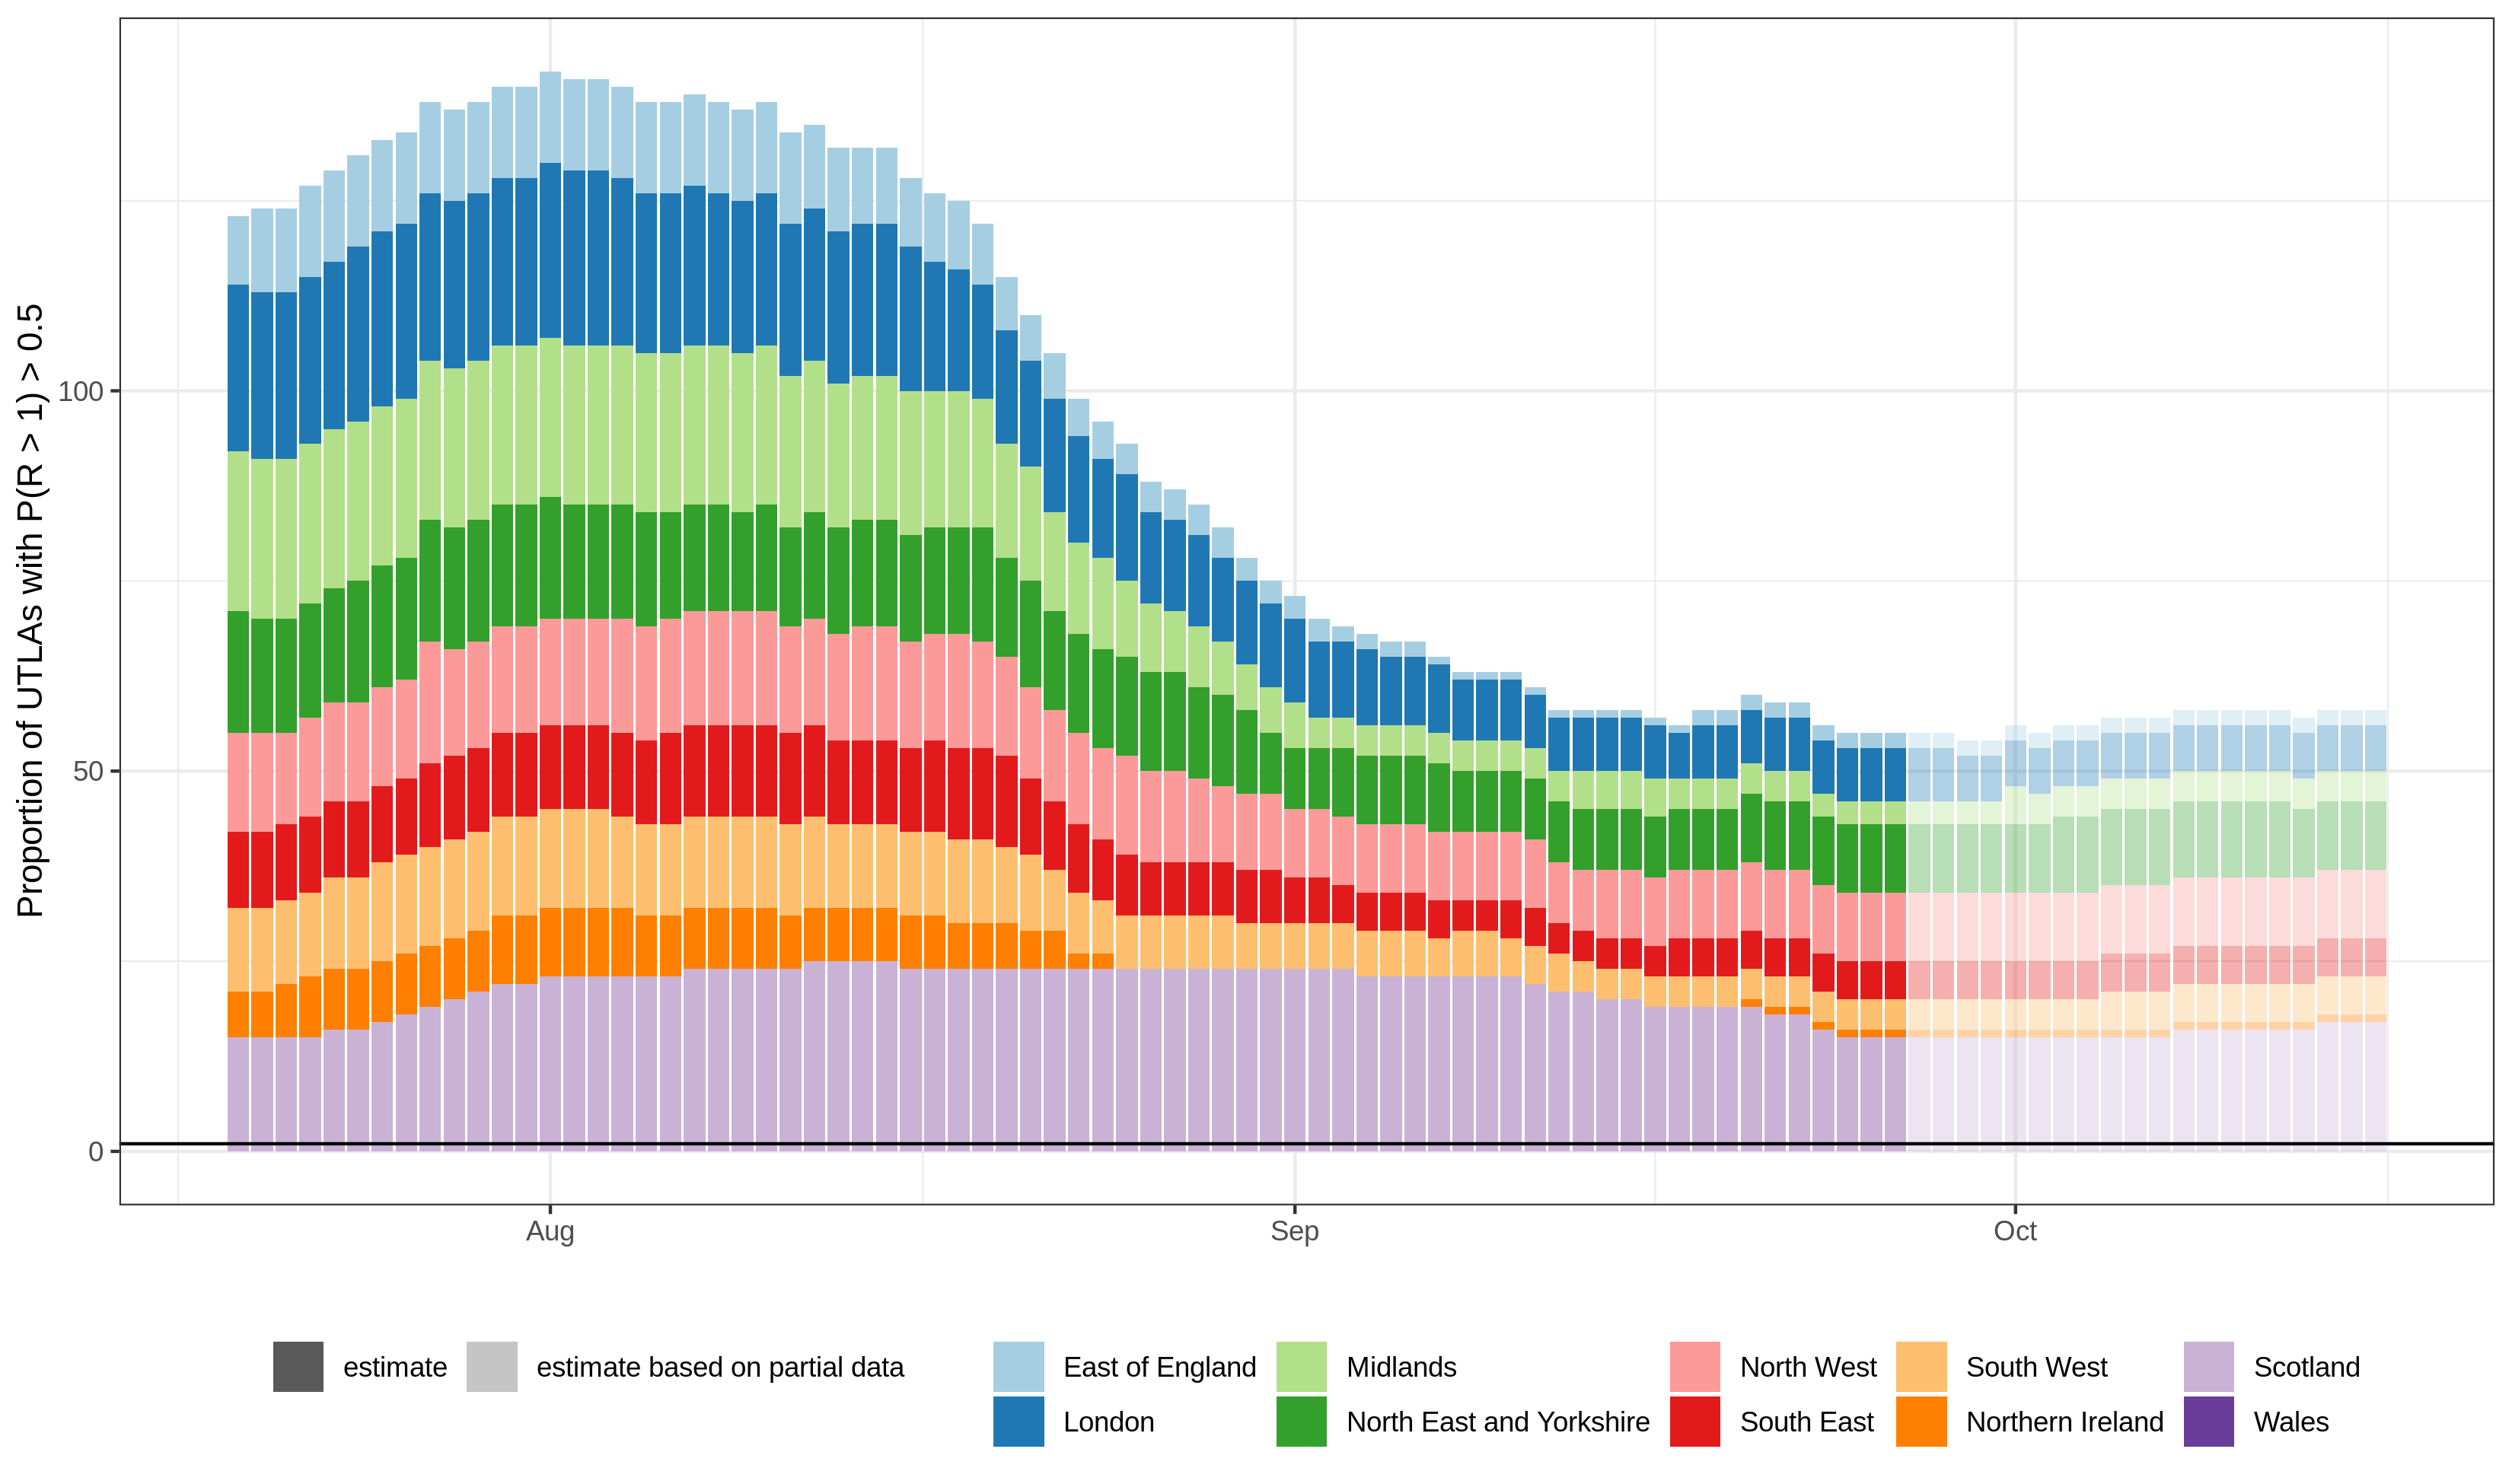 Proportion of UTLAs with P(R > 1) > 0.5
100
50
0
Aug Sep Oct
estimate estimate based on partial data East of England Midlands North West South West Scotland
London North East and Yorkshire South East Northern Ireland Wales